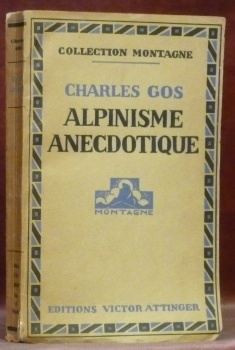 COLLECTION MONTAGNE
CHARLES GOS
ALPINISME
ANECDOTIQUE
MONTAGNE
EDITIONS VICTOR ATTINGER